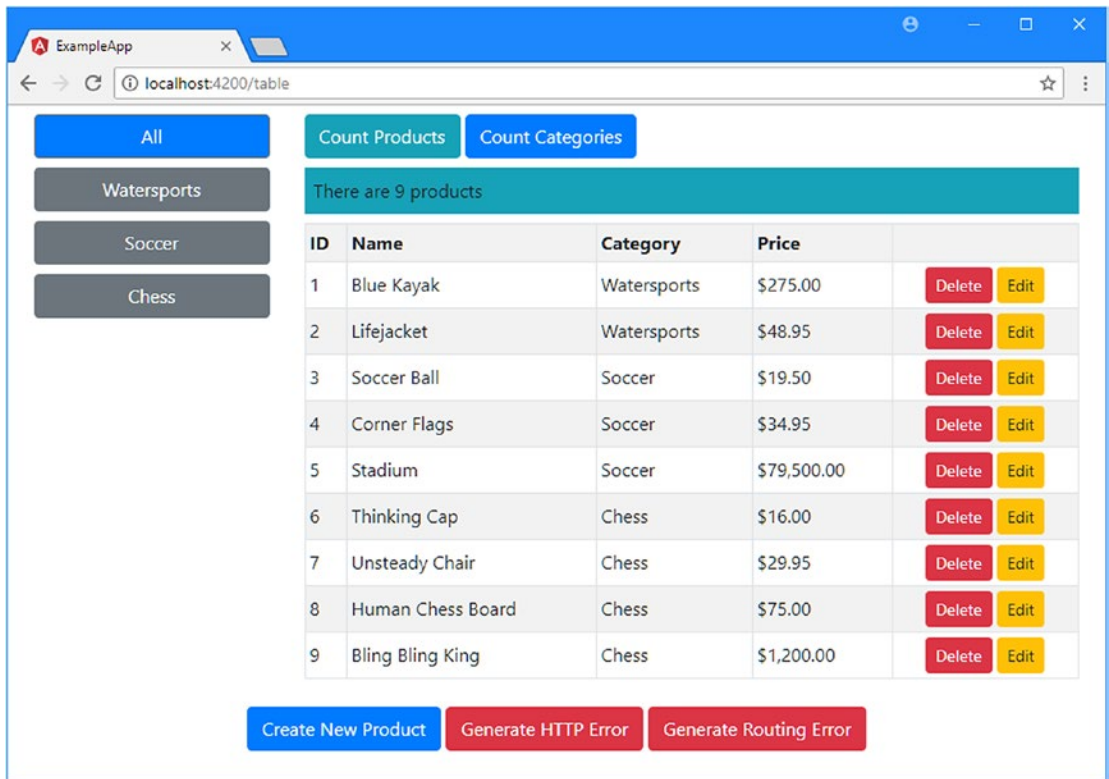 ExampleApp
localhost:4200/table
All
Watersports
Soccer
Chess
Count Products Count Categories
There are 9 products
ID Name Category Price
1 Blue Kayak Watersports $275.00 Delete Edit
2 Lifejacket Watersports $48.95 Delete Edit
3 Soccer Ball Soccer $19.50 Delete Edit
4 Corner Flags Soccer $34.95 Delete Edit
5 Stadium Soccer $79,500.00 Delete Edit
6 Thinking Cap Chess $16.00 Delete Edit
7 Unsteady Chair Chess $29.95 Delete Edit
8 Human Chess Board Chess $75.00 Delete Edit
9 Bling Bling King Chess $1,200.00 Delete Edit
Create New Product Generate HTTP Error Generate Routing Error